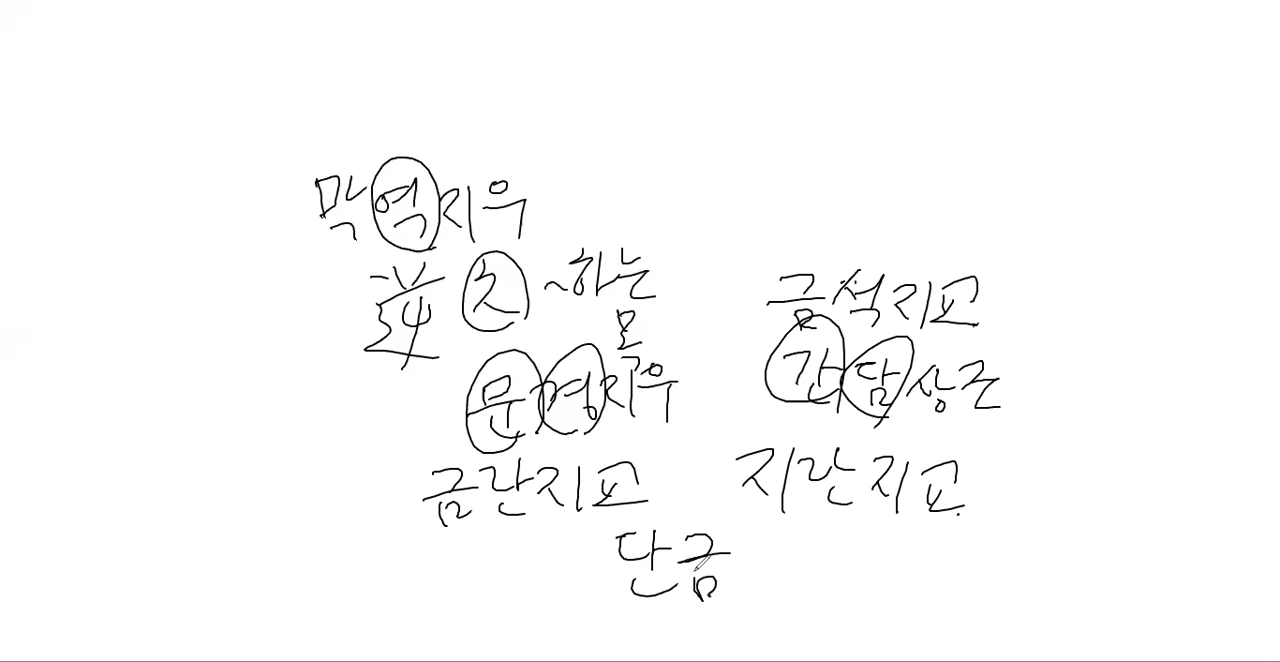 막역지우
逆 ~하는
목
문경지우
금란지교
단금
금석지교
간담상조
지란지교